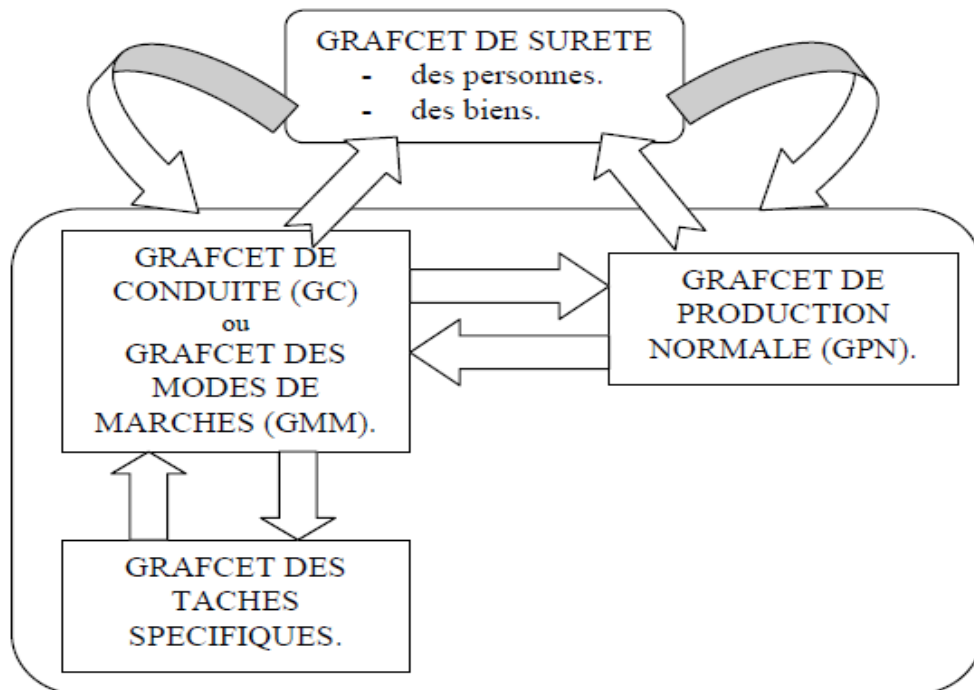 GRAFCET DE SURETE
- des personnes.
- des biens.
GRAFCET DE
CONDUITE (GC)
ou
GRAFCET DES
MODES DE
MARCHES (GMM).
GRAFCET DE
PRODUCTION
NORMALE (GPN).
GRAFCET DES
TACHES
SPECIFIQUES.